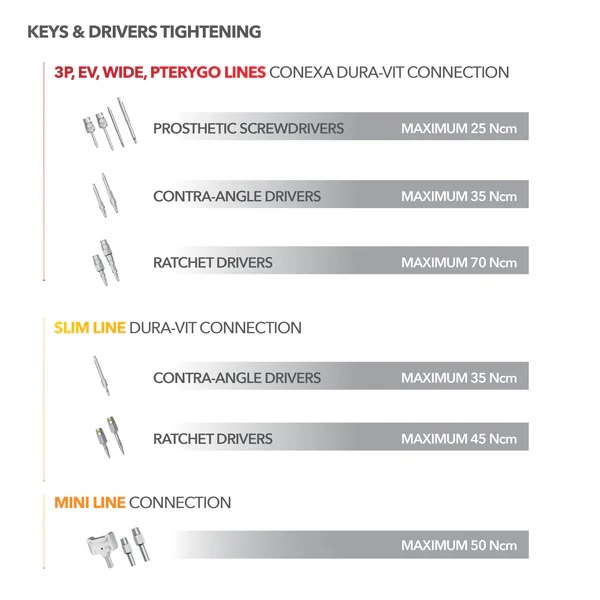 KEYS & DRIVERS TIGHTENING
3P, EV, WIDE, PTERYGO LINES CONEXA DURA-VIT CONNECTION
PROSTHETIC SCREWDRIVERS MAXIMUM 25 Ncm
CONTRA-ANGLE DRIVERS MAXIMUM 35 Ncm
RATCHET DRIVERS MAXIMUM 70 Ncm
SLIM LINE DURA-VIT CONNECTION
CONTRA-ANGLE DRIVERS MAXIMUM 35 Ncm
RATCHET DRIVERS MAXIMUM 45 Ncm
MINI LINE CONNECTION
MAXIMUM 50 Ncm